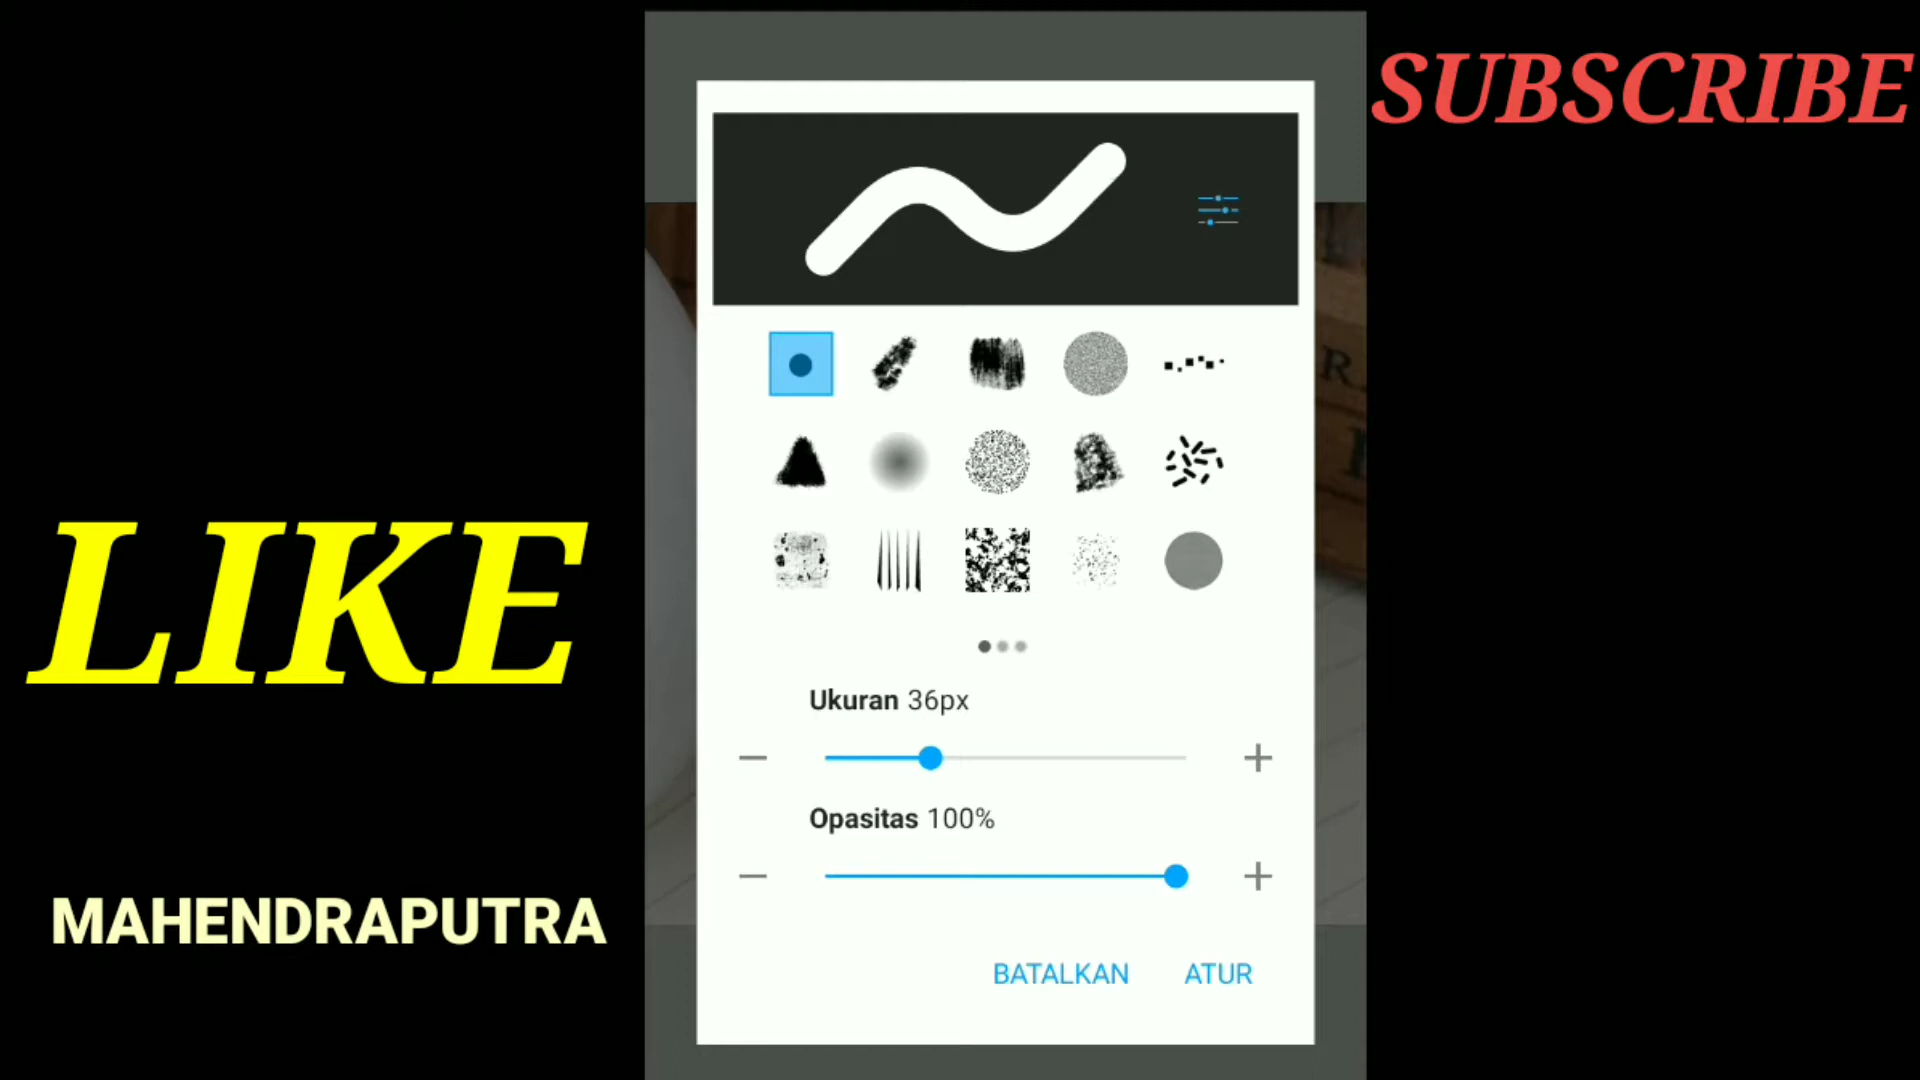 SUBSCRIBE
LIKE
MAHENDRAPUTRA
Ukuran 36px
Opasitas 100%
BATALKAN ATUR
R